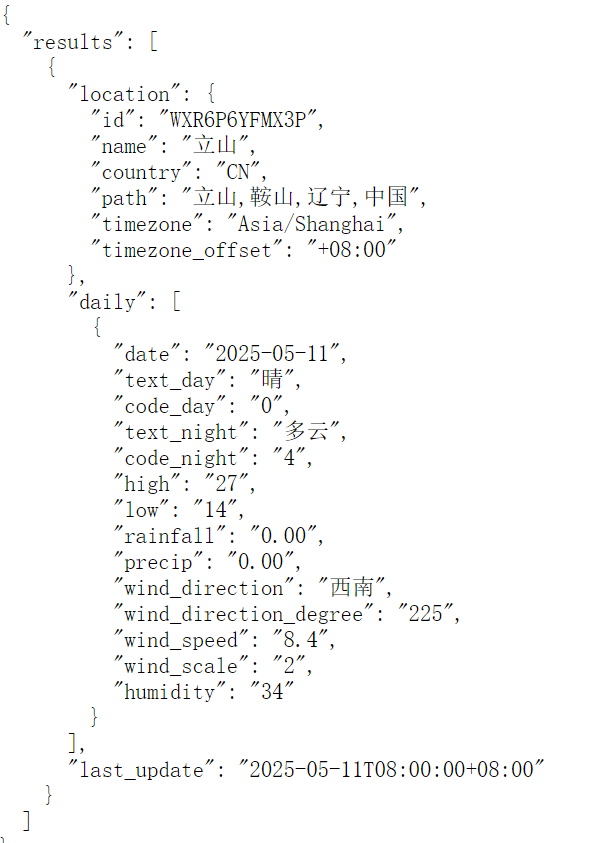 {
  "results": [
    {
      "location": {
        "id": "WXR6P6YFMX3P",
        "name": "立山",
        "country": "CN",
        "path": "立山,鞍山,辽宁,中国",
        "timezone": "Asia/Shanghai",
        "timezone_offset": "+08:00"
      },
      "daily": [
        {
          "date": "2025-05-11",
          "text_day": "晴",
          "code_day": "0",
          "text_night": "多云",
          "code_night": "4",
          "high": "27",
          "low": "14",
          "rainfall": "0.00",
          "precip": "0.00",
          "wind_direction": "西南",
          "wind_direction_degree": "225",
          "wind_speed": "8.4",
          "wind_scale": "2",
          "humidity": "34"
        }
      ],
      "last_update": "2025-05-11T08:00:00+08:00"
    }
  ]
}